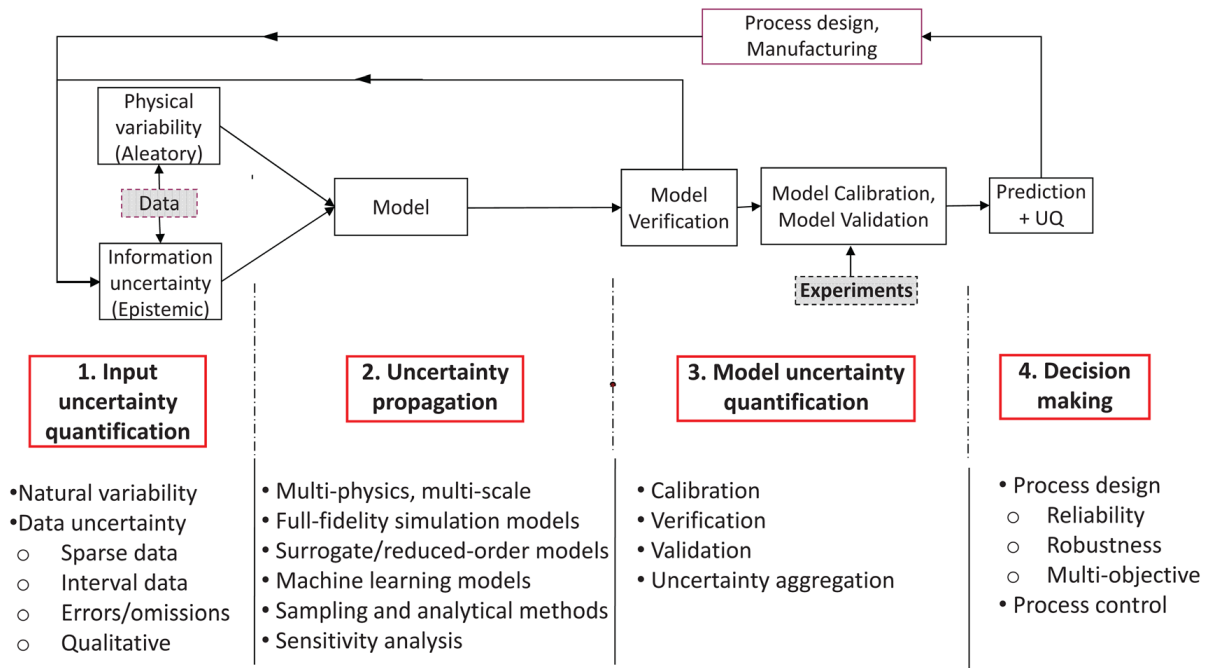 Process design,
Manufacturing
Physical
variability
(Aleatory)
Data
Information
uncertainty
(Epistemic)
Model
Model
Verification
Model Calibration,
Model Validation
Experiments
Prediction
+ UQ
1. Input
uncertainty
quantification
2. Uncertainty
propagation
3. Model uncertainty
quantification
4. Decision
making
•Natural variability
•Data uncertainty
o Sparse data
o Interval data
o Errors/omissions
o Qualitative
• Multi-physics, multi-scale
• Full-fidelity simulation models
• Surrogate/reduced-order models
• Machine learning models
• Sampling and analytical methods
• Sensitivity analysis
• Calibration
• Verification
• Validation
• Uncertainty aggregation
• Process design
o Reliability
o Robustness
o Multi-objective
• Process control